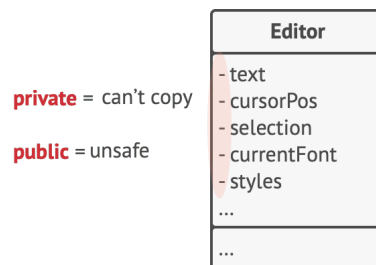 Editor
- text
private = can't copy
- cursorPos
- selection
public = unsafe
- currentFont
- styles
...
...